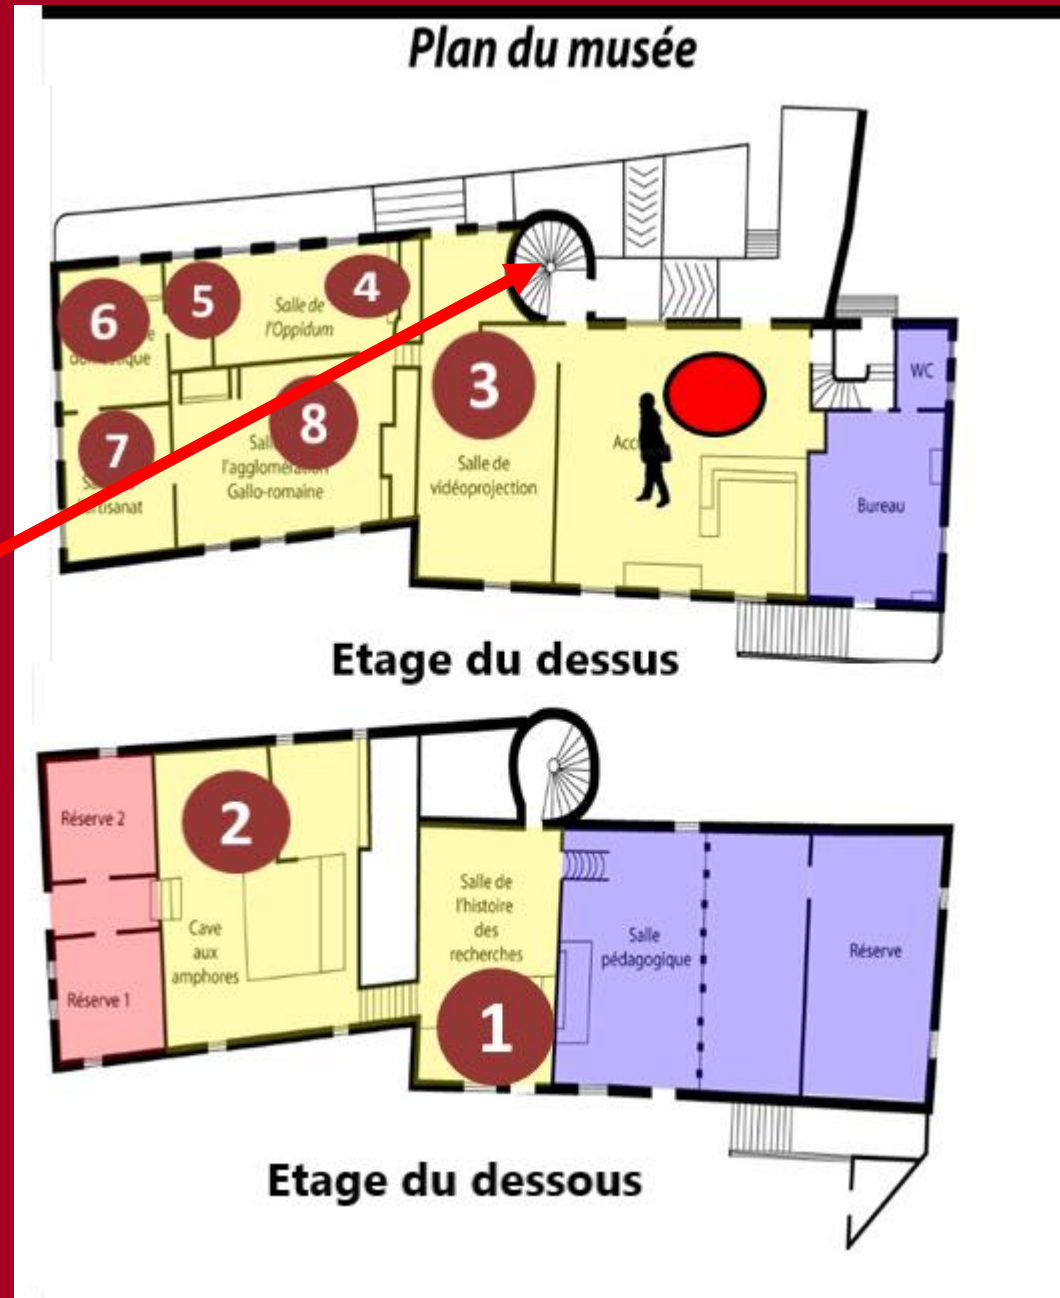 Plan du musée
6
5
4
Salle de
l'Oppidum
3
WC
7
8
l'agglomération
Gallo-romaine
Salle de
vidéoprojection
Bureau
Etage du dessus
Réserve 2
2
Salle de
l'histoire
des
recherches
Cave
aux
amphores
Salle
pédagogique
Réserve
Réserve 1
1
Etage du dessous